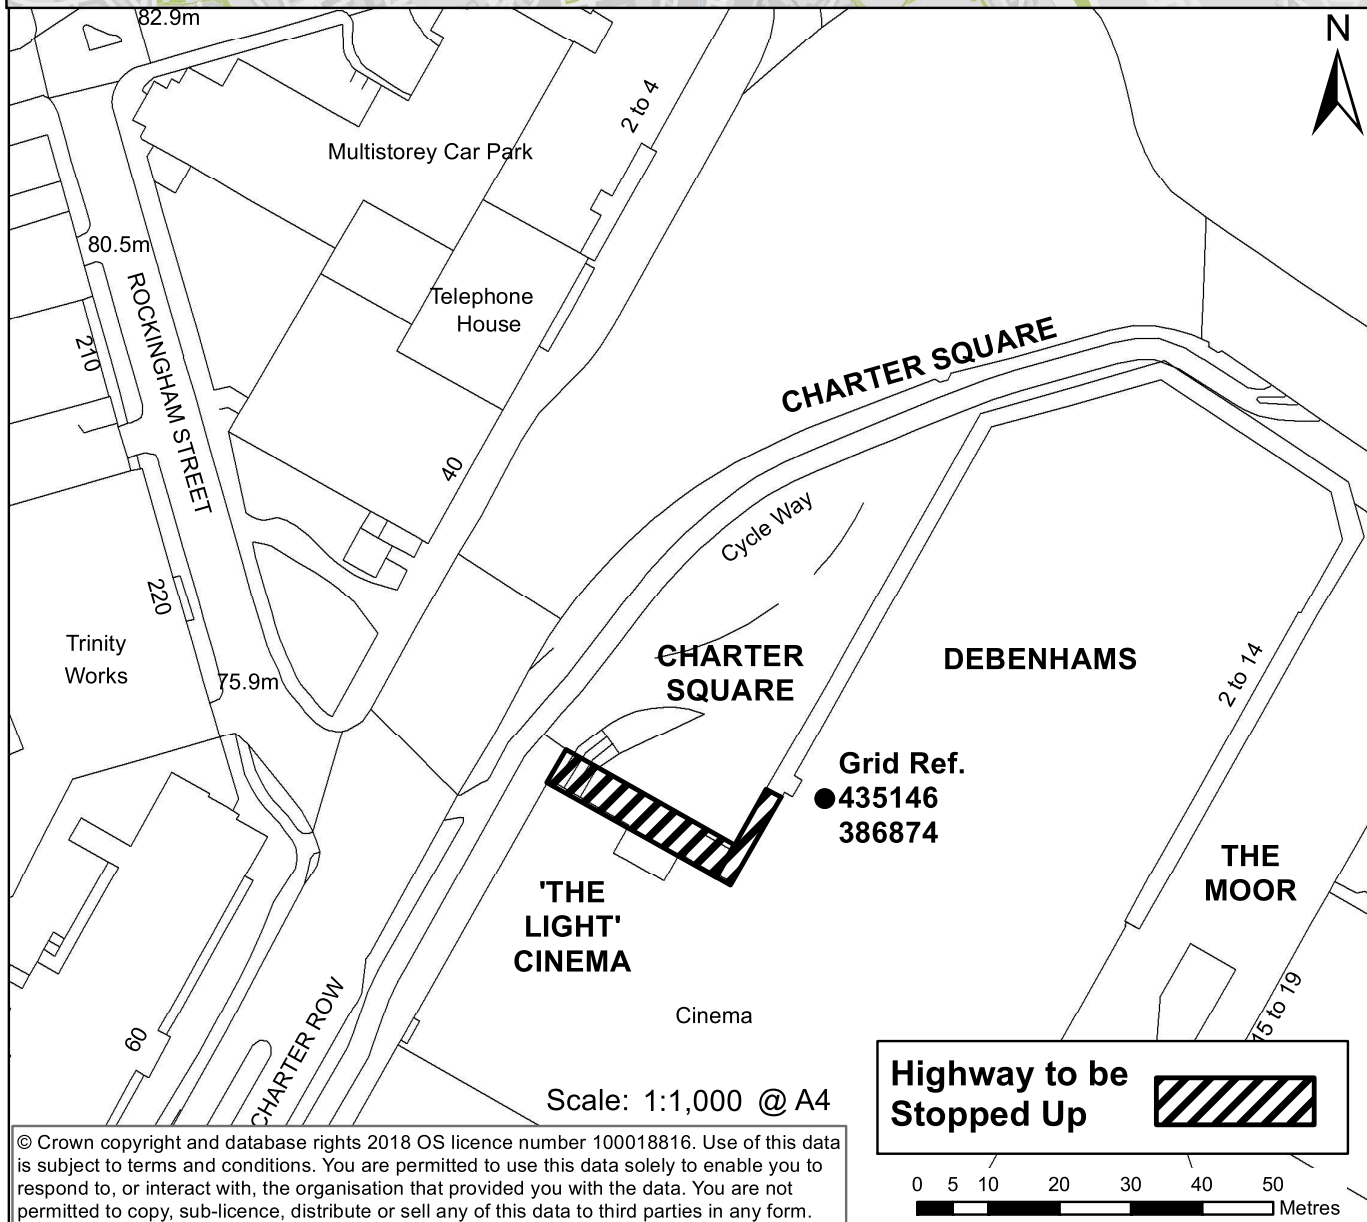 82.9m
N
2 to 4
Multistorey Car Park
80.5m
ROCKINGHAM STREET
Telephone
House
210
CHARTER SQUARE
40
Cycle Way
220
Trinity
Works
75.9m
CHARTER
SQUARE
DEBENHAMS
2 to 14
Grid Ref.
435146
386874
THE
MOOR
'THE
LIGHT'
CINEMA
Cinema
15 to 19
60
CHARTER ROW
Highway to be
Stopped Up
Scale: 1:1,000 @ A4
© Crown copyright and database rights 2018 OS licence number 100018816. Use of this data
is subject to terms and conditions. You are permitted to use this data solely to enable you to
respond to, or interact with, the organisation that provided you with the data. You are not
permitted to copy, sub-licence, distribute or sell any of this data to third parties in any form.
0 5 10 20 30 40 50
Metres